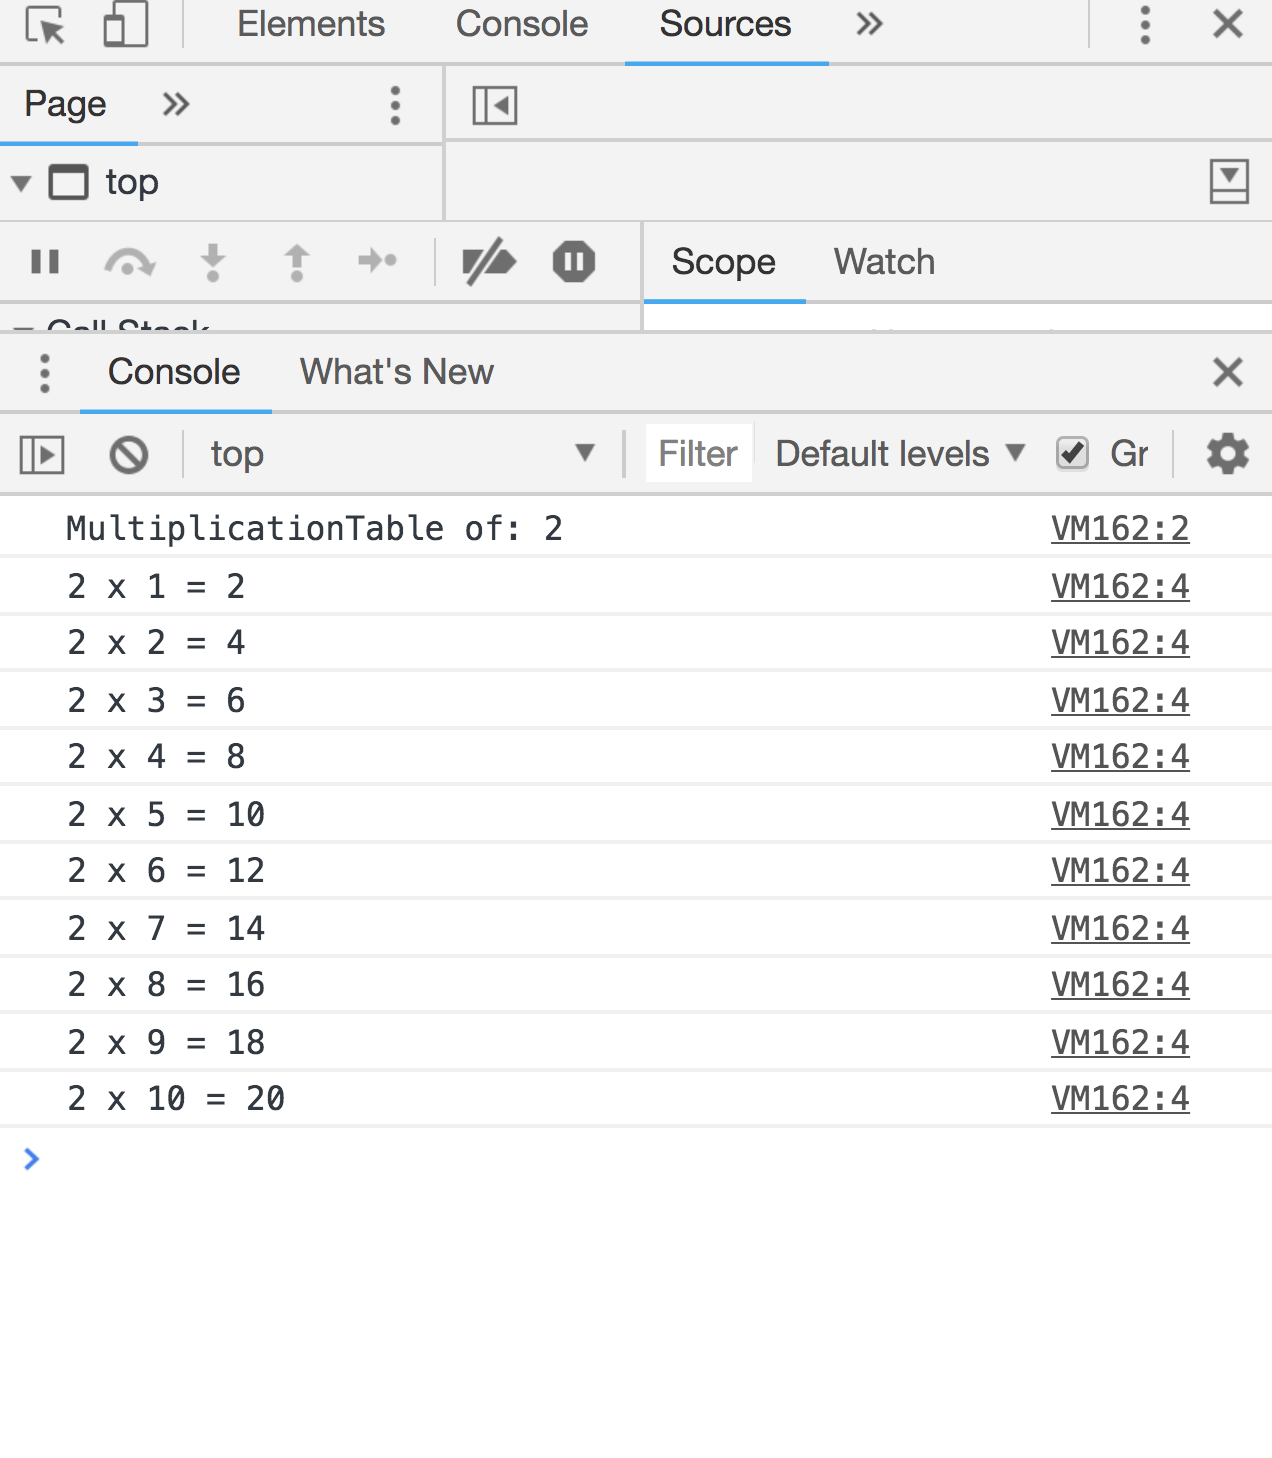 Elements Console Sources »
Page »
top
Scope Watch
Call Stack
Console What's New
top Filter Default levels Gr
MultiplicationTable of: 2 VM162:2
2 x 1 = 2 VM162:4
2 x 2 = 4 VM162:4
2 x 3 = 6 VM162:4
2 x 4 = 8 VM162:4
2 x 5 = 10 VM162:4
2 x 6 = 12 VM162:4
2 x 7 = 14 VM162:4
2 x 8 = 16 VM162:4
2 x 9 = 18 VM162:4
2 x 10 = 20 VM162:4